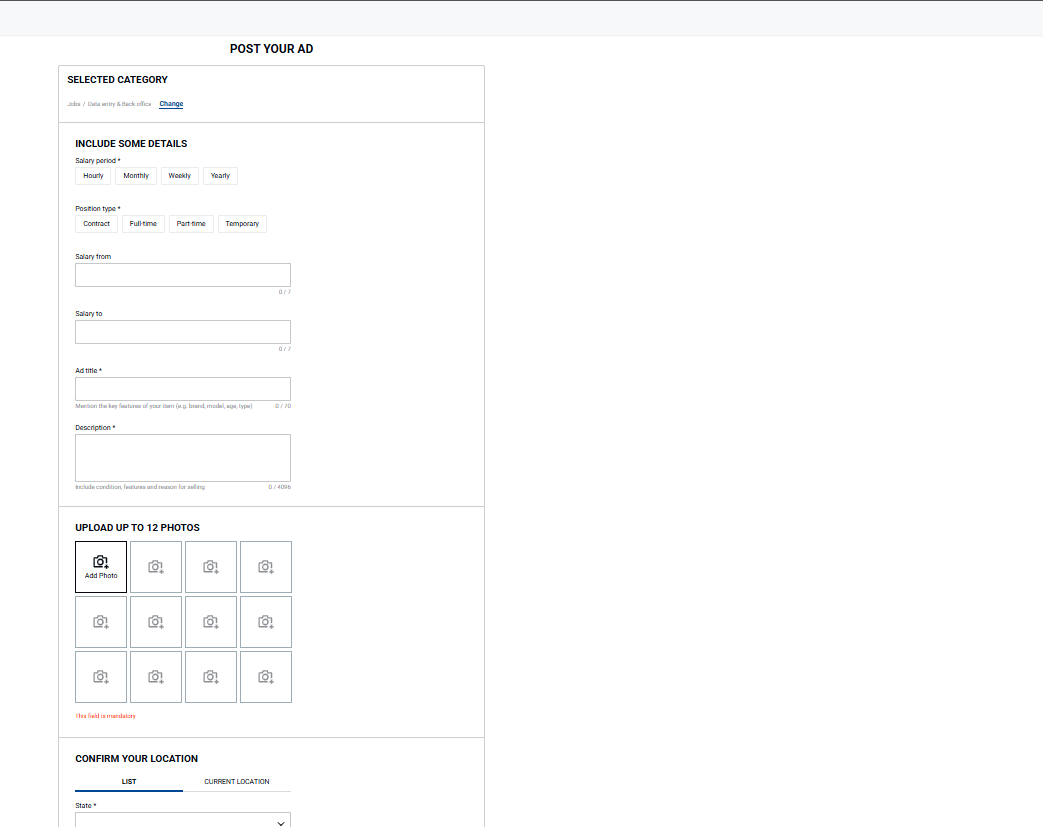 POST YOUR AD
SELECTED CATEGORY
Jobs / Data entry & Back office Change
INCLUDE SOME DETAILS
Salary period *
Hourly Monthly Weekly Yearly
Position type *
Contract Full-time Part-time Temporary
Salary from
0 / 7
Salary to
0 / 7
Ad title *
Mention the key features of your item (e.g. brand, model, age, type) 0 / 70
Description *
Include condition, features and reason for selling 0 / 4096
UPLOAD UP TO 12 PHOTOS
Add Photo
This field is mandatory
CONFIRM YOUR LOCATION
LIST CURRENT LOCATION
State *